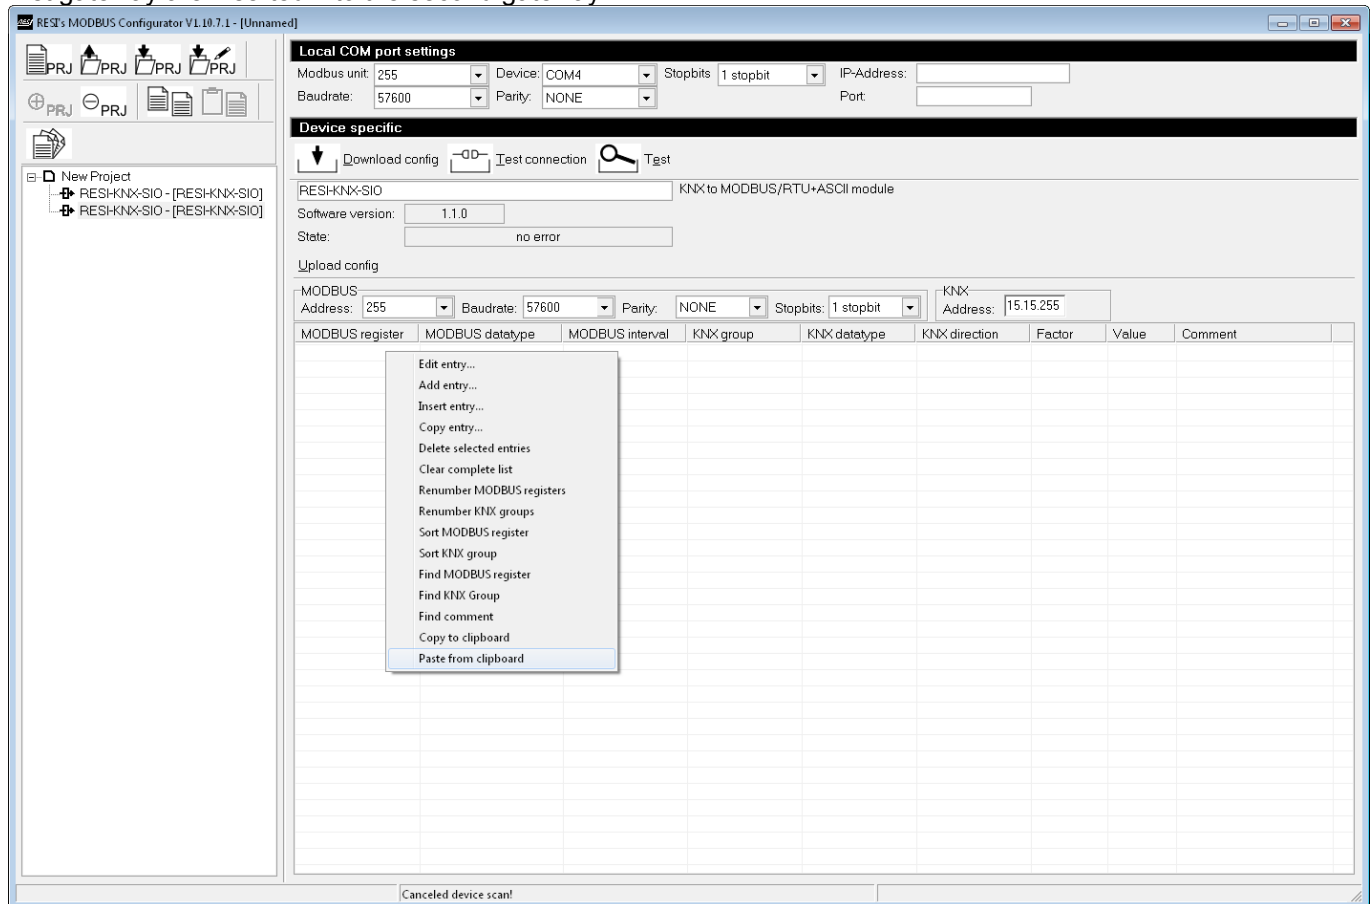 RESI's MODBUS Configurator V1.10.7.1 - [Unnamed]
PRJ PRJ PRJ PRJ
PRJ PRJ
New Project
RESI-KNX-SIO - [RESI-KNX-SIO]
RESI-KNX-SIO - [RESI-KNX-SIO]
Local COM port settings
Modbus unit: 255 Device: COM4 Stopbits 1 stopbit IP-Address:
Baudrate: 57600 Parity: NONE Port:
Device specific
Download config Test connection Test
RESI-KNX-SIO KNX to MODBUS/RTU+ASCII module
Software version: 1.1.0
State: no error
Upload config
MODBUS KNX
Address: 255 Baudrate: 57600 Parity: NONE Stopbits: 1 stopbit Address: 15.15.255
MODBUS register MODBUS datatype MODBUS interval KNX group KNX datatype KNX direction Factor Value Comment
Edit entry...
Add entry...
Insert entry...
Copy entry...
Delete selected entries
Clear complete list
Renumber MODBUS registers
Renumber KNX groups
Sort MODBUS register
Sort KNX group
Find MODBUS register
Find KNX Group
Find comment
Copy to clipboard
Paste from clipboard
Canceled device scan!